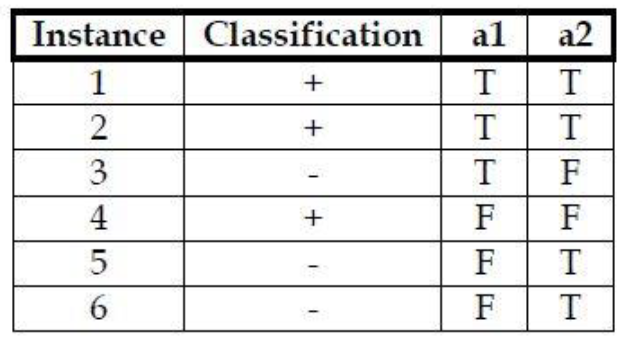 Instance Classification a1 a2
1 + T T
2 + T T
3 - T F
4 + F F
5 - F T
6 - F T